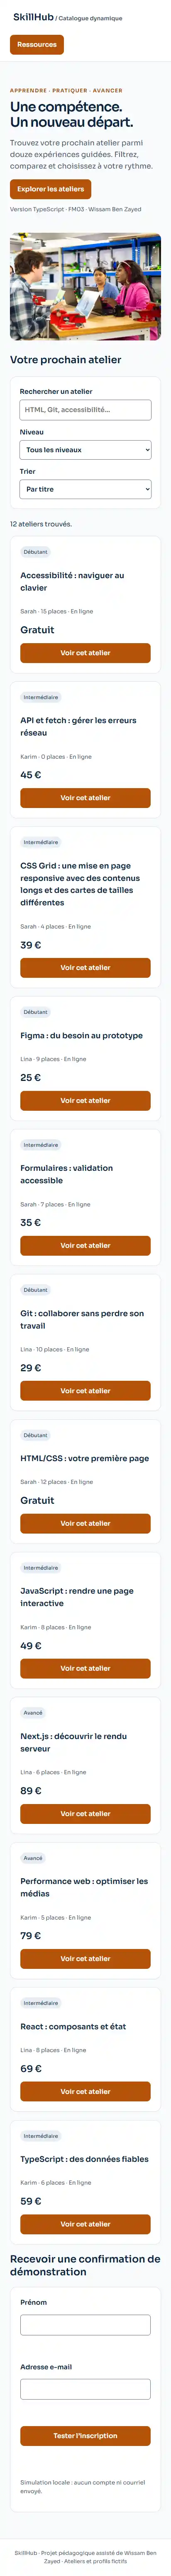 SkillHub / Catalogue dynamique
Ressources
APPRENDRE · PRATIQUER · AVANCER
Une compétence.
Un nouveau départ.
Trouvez votre prochain atelier parmi
douze expériences guidées. Filtrez,
comparez et choisissez à votre rythme.
Explorer les ateliers
Version TypeScript · FM03 · Wissam Ben Zayed
Votre prochain atelier
Rechercher un atelier
HTML, Git, accessibilité…
Niveau
Tous les niveaux
Trier
Par titre
12 ateliers trouvés.
Débutant
Accessibilité : naviguer au
clavier
Sarah · 15 places · En ligne
Gratuit
Voir cet atelier
Intermédiaire
API et fetch : gérer les erreurs
réseau
Karim · 0 places · En ligne
45 €
Voir cet atelier
Intermédiaire
CSS Grid : une mise en page
responsive avec des contenus
longs et des cartes de tailles
différentes
Sarah · 4 places · En ligne
39 €
Voir cet atelier
Débutant
Figma : du besoin au prototype
Lina · 9 places · En ligne
25 €
Voir cet atelier
Intermédiaire
Formulaires : validation
accessible
Sarah · 7 places · En ligne
35 €
Voir cet atelier
Débutant
Git : collaborer sans perdre son
travail
Lina · 10 places · En ligne
29 €
Voir cet atelier
Débutant
HTML/CSS : votre première page
Sarah · 12 places · En ligne
Gratuit
Voir cet atelier
Intermédiaire
JavaScript : rendre une page
interactive
Karim · 8 places · En ligne
49 €
Voir cet atelier
Avancé
Next.js : découvrir le rendu
serveur
Lina · 6 places · En ligne
89 €
Voir cet atelier
Avancé
Performance web : optimiser les
médias
Karim · 5 places · En ligne
79 €
Voir cet atelier
Intermédiaire
React : composants et état
Lina · 8 places · En ligne
69 €
Voir cet atelier
Intermédiaire
TypeScript : des données fiables
Karim · 6 places · En ligne
59 €
Voir cet atelier
Recevoir une confirmation de
démonstration
Prénom
Adresse e-mail
Tester l'inscription
Simulation locale : aucun compte ni courriel
envoyé.
SkillHub · Projet pédagogique assisté de Wissam Ben
Zayed · Ateliers et profils fictifs